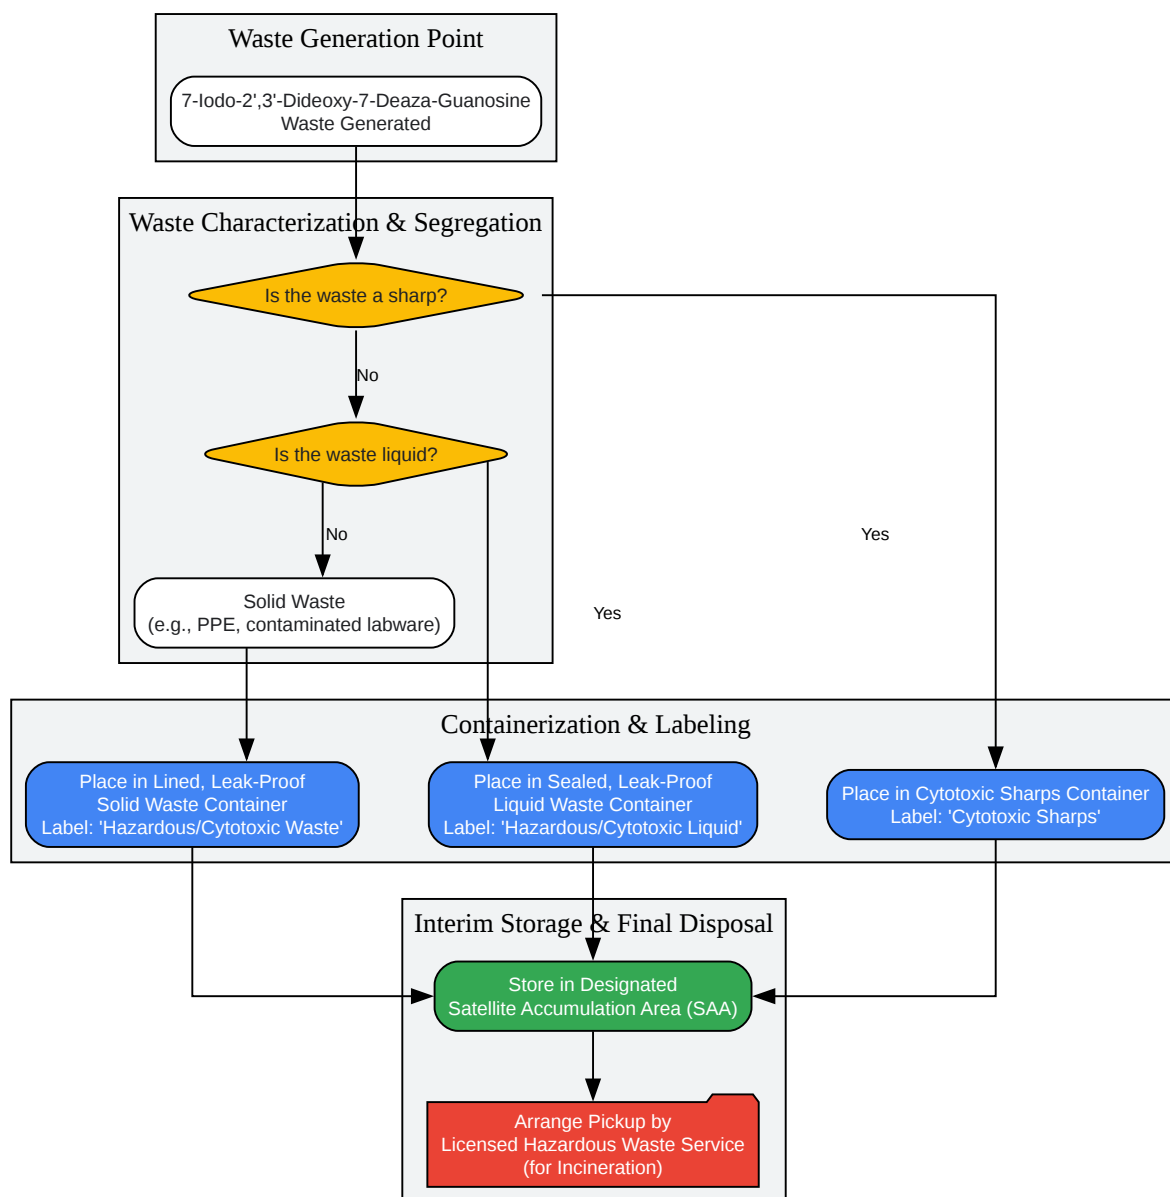 Waste Generation Point
7-Iodo-2',3'-Dideoxy-7-Deaza-Guanosine
Waste Generated
Waste Characterization & Segregation
Is the waste a sharp?
No
Is the waste liquid?
No
Yes
Solid Waste
(e.g., PPE, contaminated labware)
Yes
Containerization & Labeling
Place in Lined, Leak-Proof
Solid Waste Container
Label: 'Hazardous/Cytotoxic Waste'
Place in Sealed, Leak-Proof
Liquid Waste Container
Label: 'Hazardous/Cytotoxic Liquid'
Place in Cytotoxic Sharps Container
Label: 'Cytotoxic Sharps'
Interim Storage & Final Disposal
Store in Designated
Satellite Accumulation Area (SAA)
Arrange Pickup by
Licensed Hazardous Waste Service
(for Incineration)